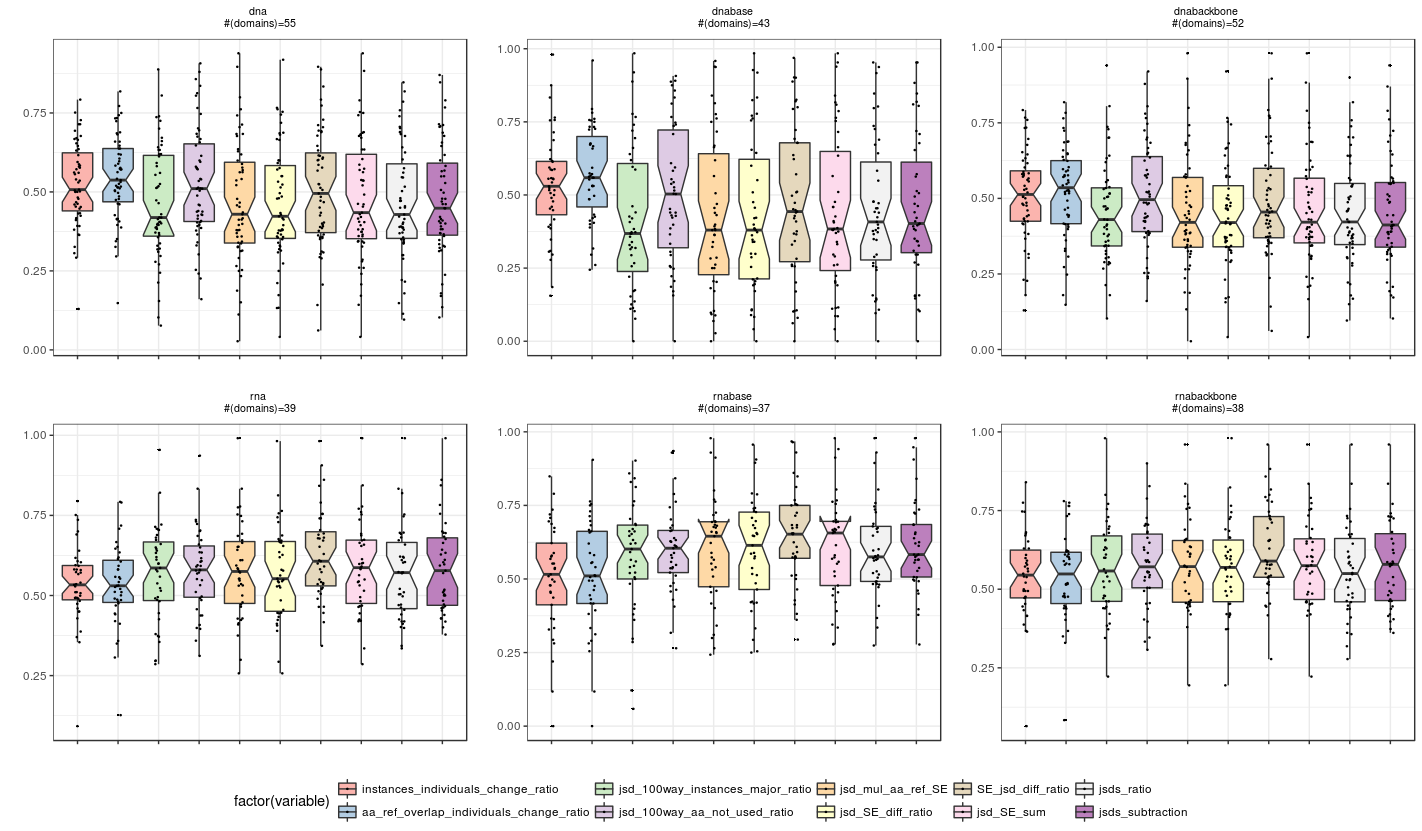 dna
#(domains)=55
dnabase
#(domains)=43
dnabackbone
#(domains)=52
0.75
0.50
0.25
0.00
1.00
0.75
0.50
0.25
0.00
1.00
0.75
0.50
0.25
0.00
rna
#(domains)=39
rnabase
#(domains)=37
rnabackbone
#(domains)=38
1.00
0.75
0.50
0.25
1.00
0.75
0.50
0.25
0.00
1.00
0.75
0.50
0.25
factor(variable)
instances_individuals_change_ratio
aa_ref_overlap_individuals_change_ratio
jsd_100way_instances_major_ratio
jsd_100way_aa_not_used_ratio
jsd_mul_aa_ref_SE
jsd_SE_diff_ratio
SE_jsd_diff_ratio
jsd_SE_sum
jsds_ratio
jsds_subtraction